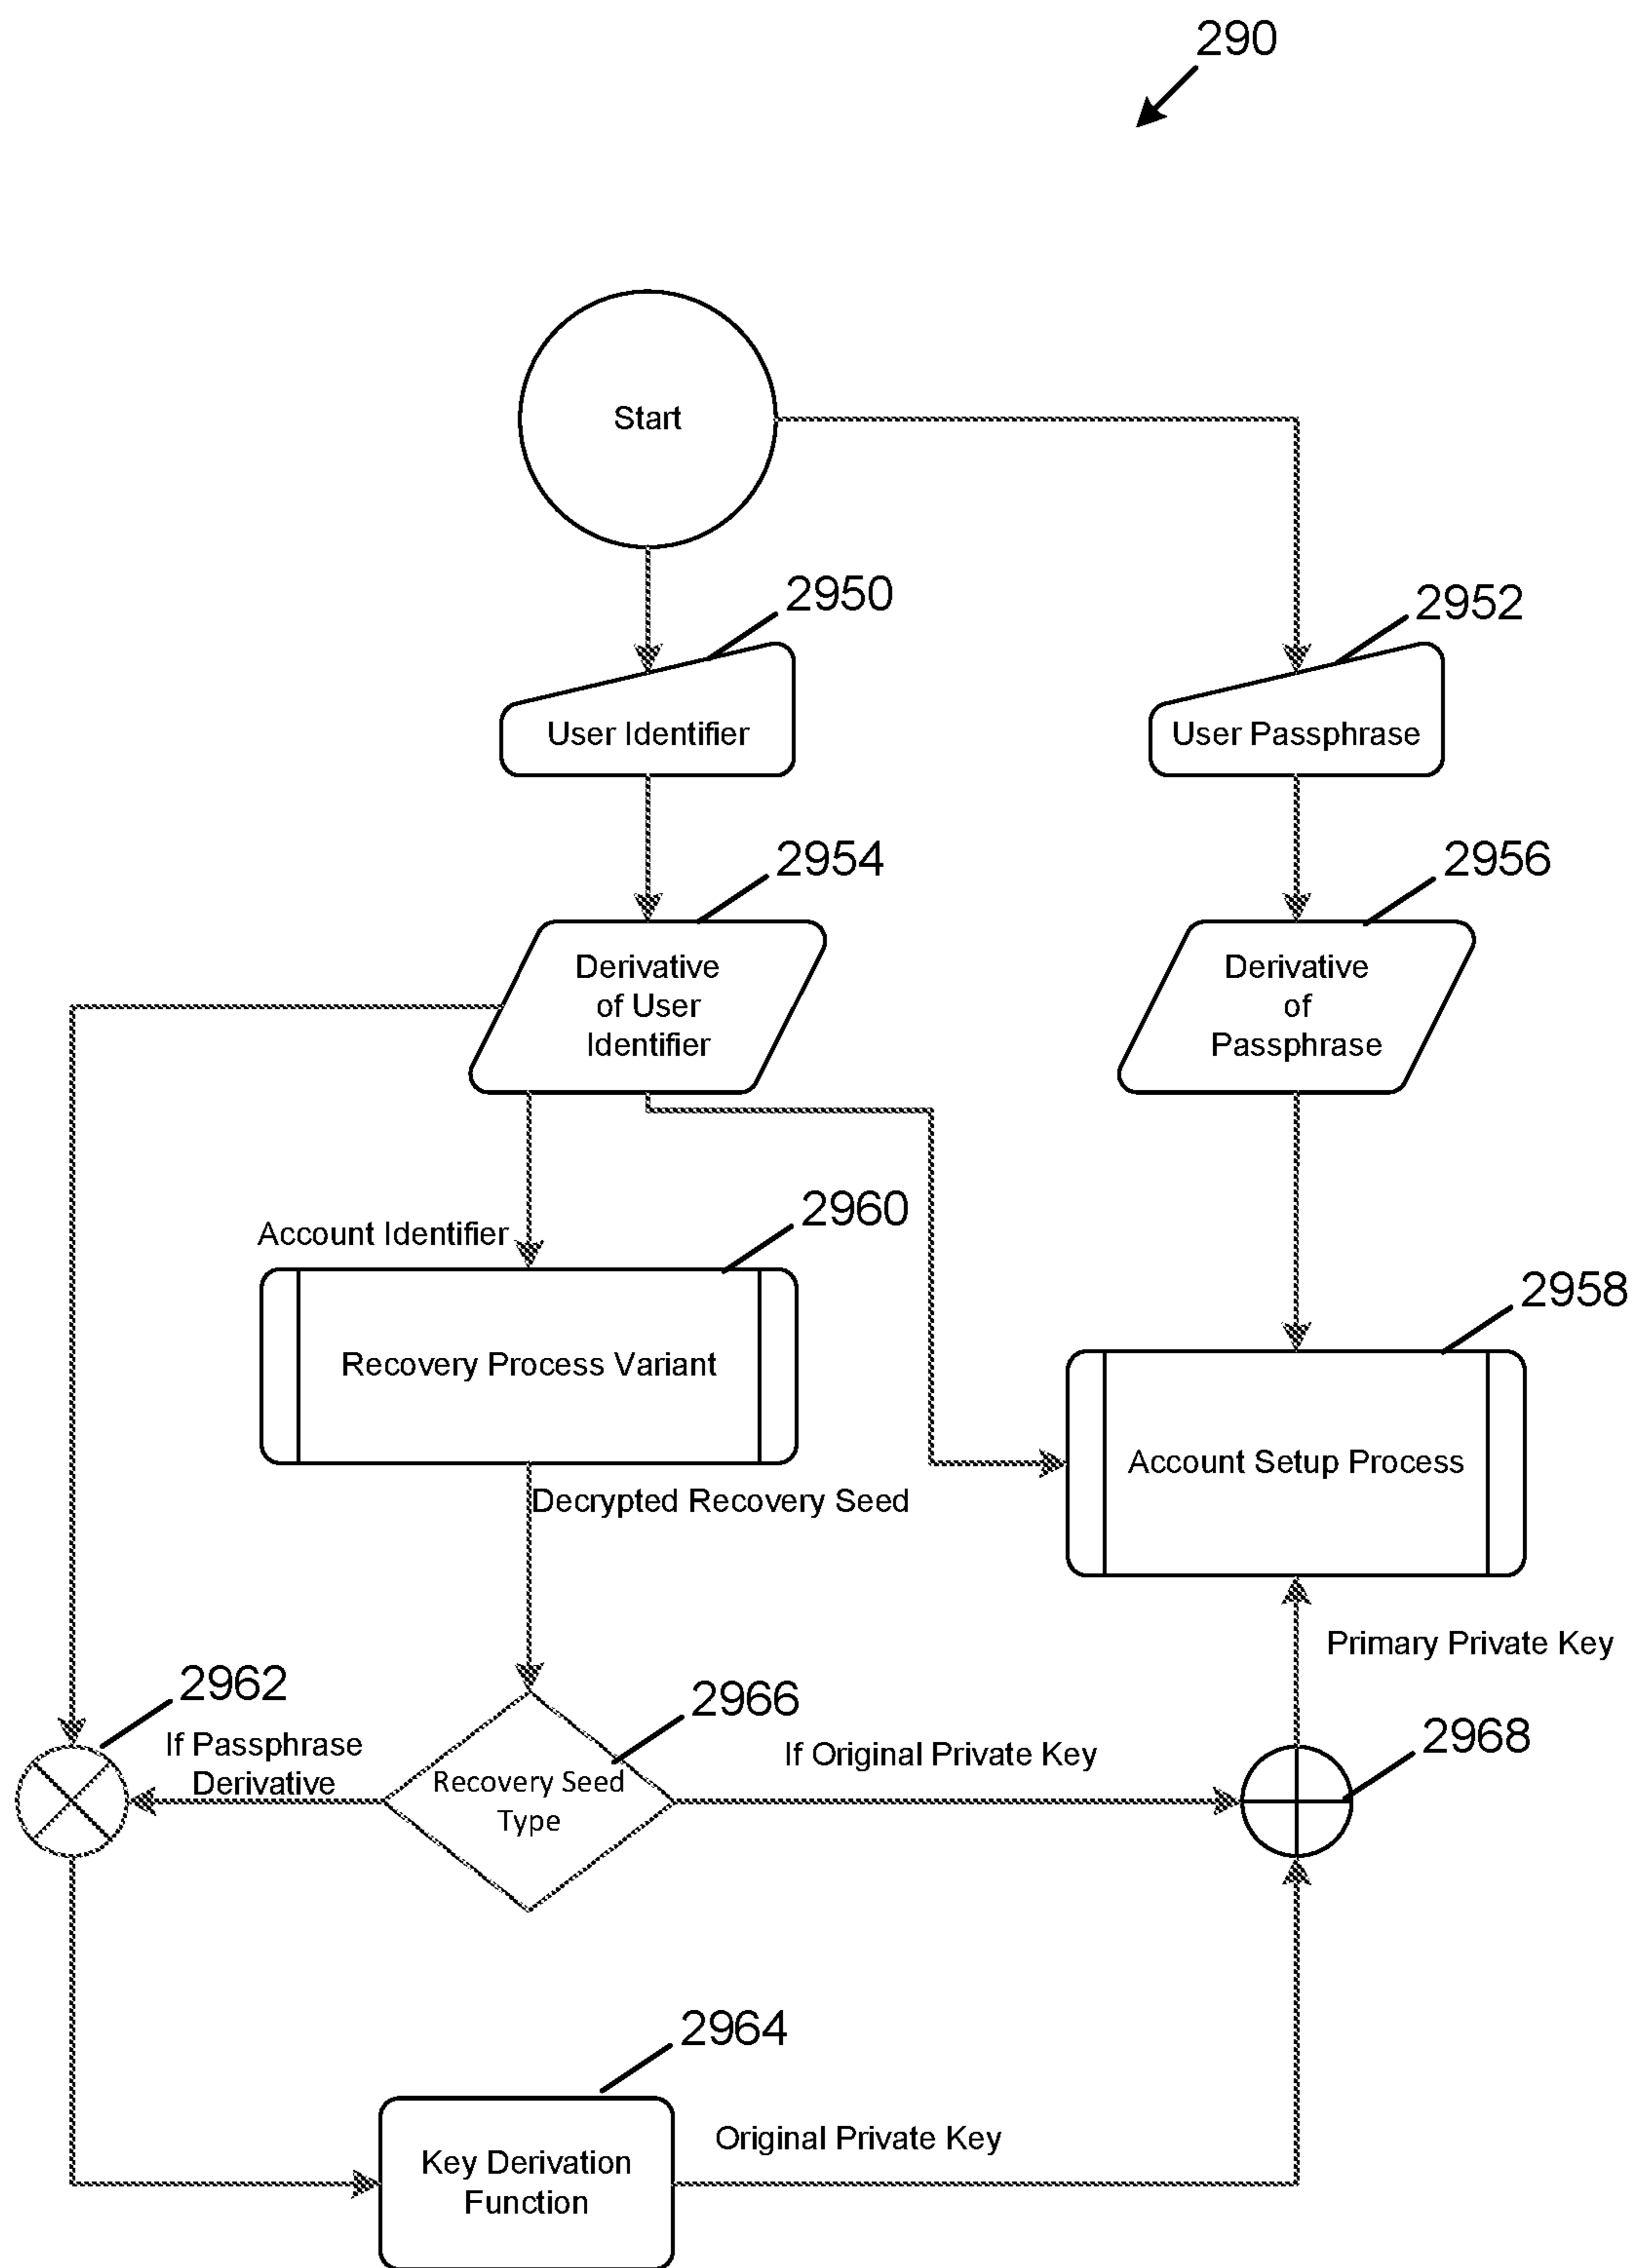 290
Start
2950
2952
User Identifier
User Passphrase
2954
2956
Derivative
of User
Identifier
Derivative
of
Passphrase
2960
Account Identifier
2958
Recovery Process Variant
Account Setup Process
Decrypted Recovery Seed
Primary Private Key
2962
2966
2968
If Passphrase
Derivative
Recovery Seed
Type
If Original Private Key
2964
Original Private Key
Key Derivation
Function